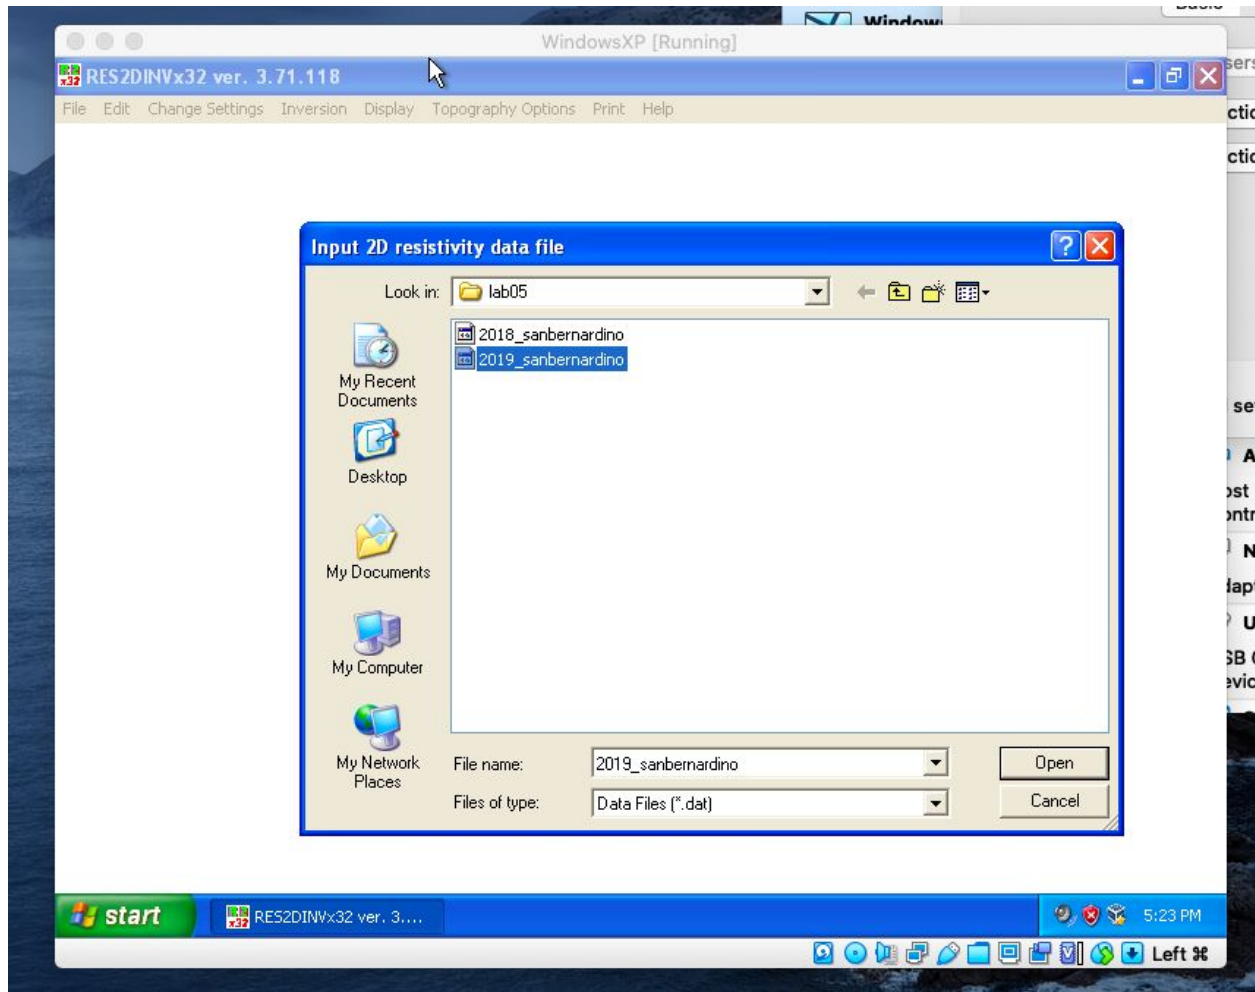 Window
WindowsXP [Running]
RES2DINVx32 ver. 3.71.118
File Edit Change Settings Inversion Display Topography Options Print Help
Input 2D resistivity data file
Look in: lab05
2018_sanbernardino
2019_sanbernardino
My Recent
Documents
Desktop
My Documents
My Computer
My Network
Places
File name: 2019_sanbernardino Open
Files of type: Data Files (*.dat) Cancel
start RES2DINVx32 ver. 3.... 5:23 PM
Left ⌘